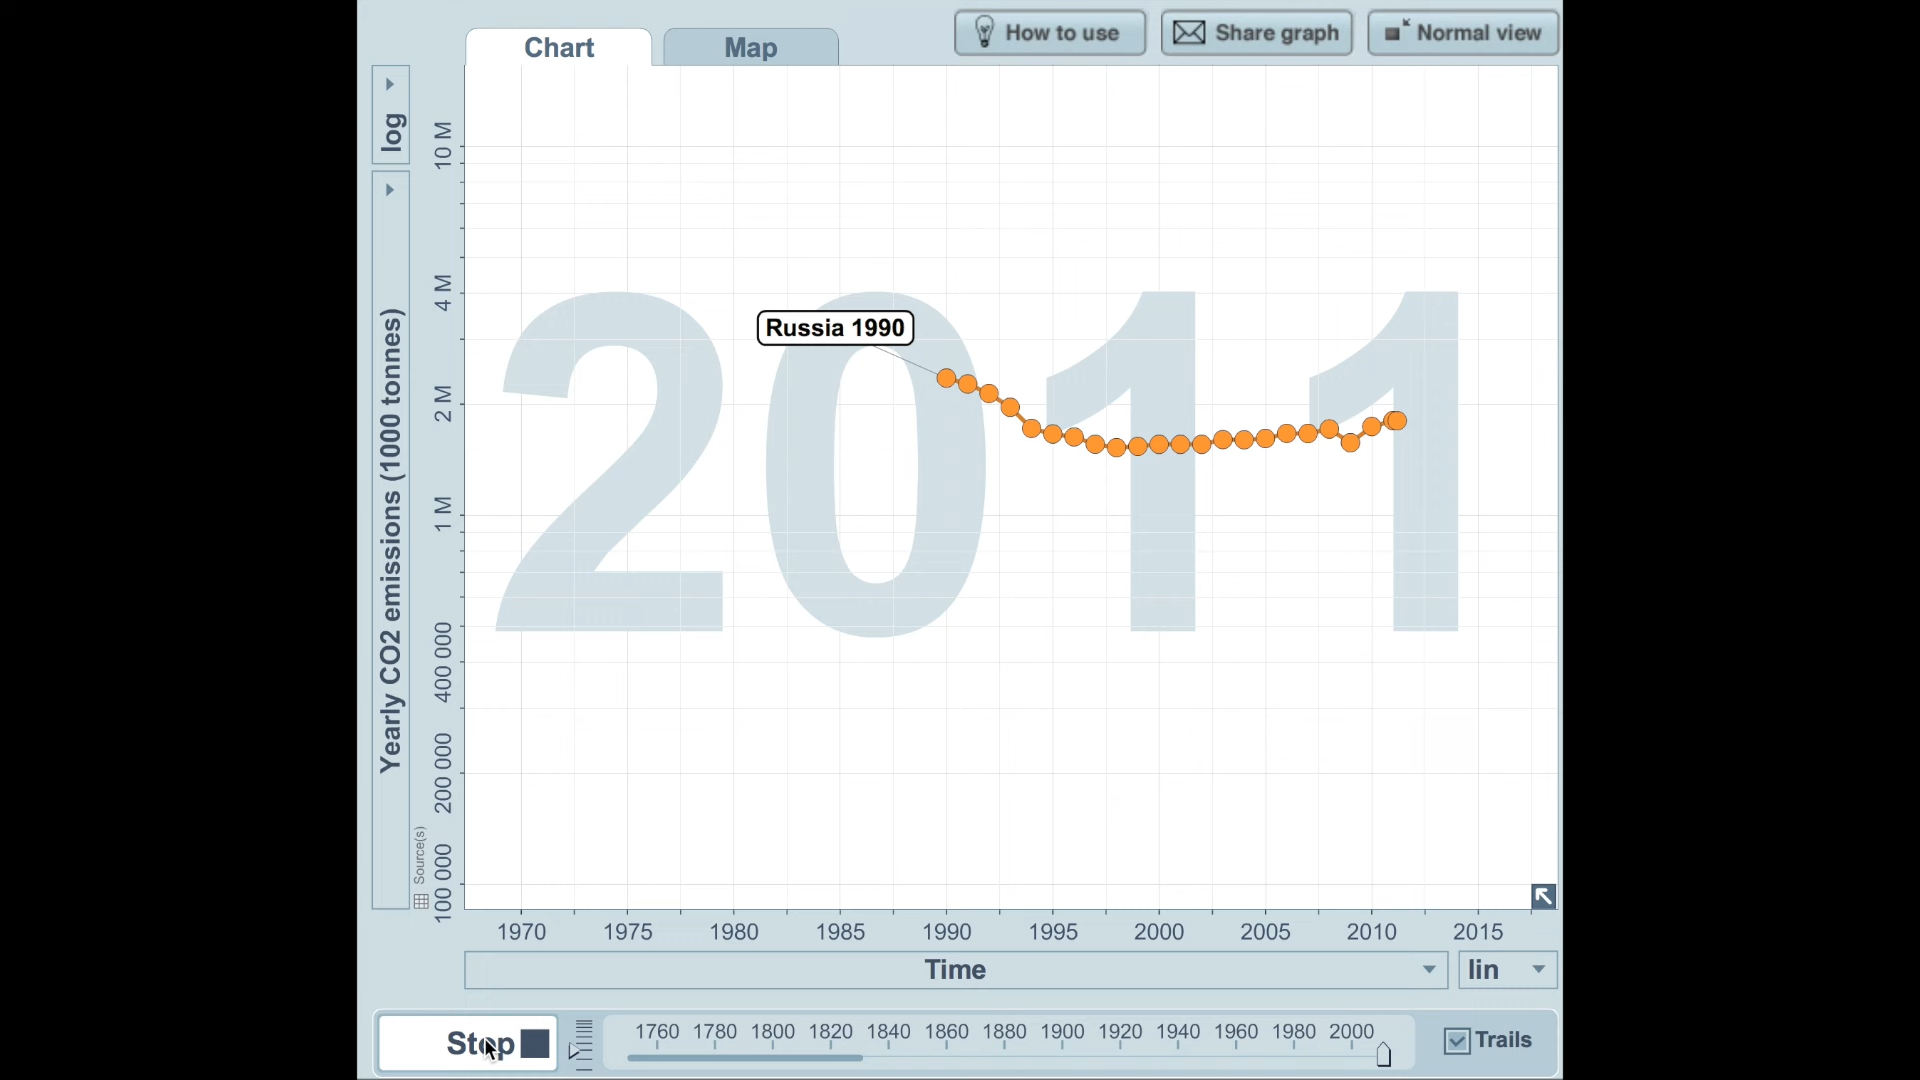 Chart
Map
How to use
Share graph
Normal view
log
Yearly CO2 emissions (1000 tonnes)
Source(s)
10 M
4 M
2 M
1 M
400 000
200 000
100 000
2011
Russia 1990
1970 1975 1980 1985 1990 1995 2000 2005 2010 2015
Time
lin
Stop
1760 1780 1800 1820 1840 1860 1880 1900 1920 1940 1960 1980 2000
Trails